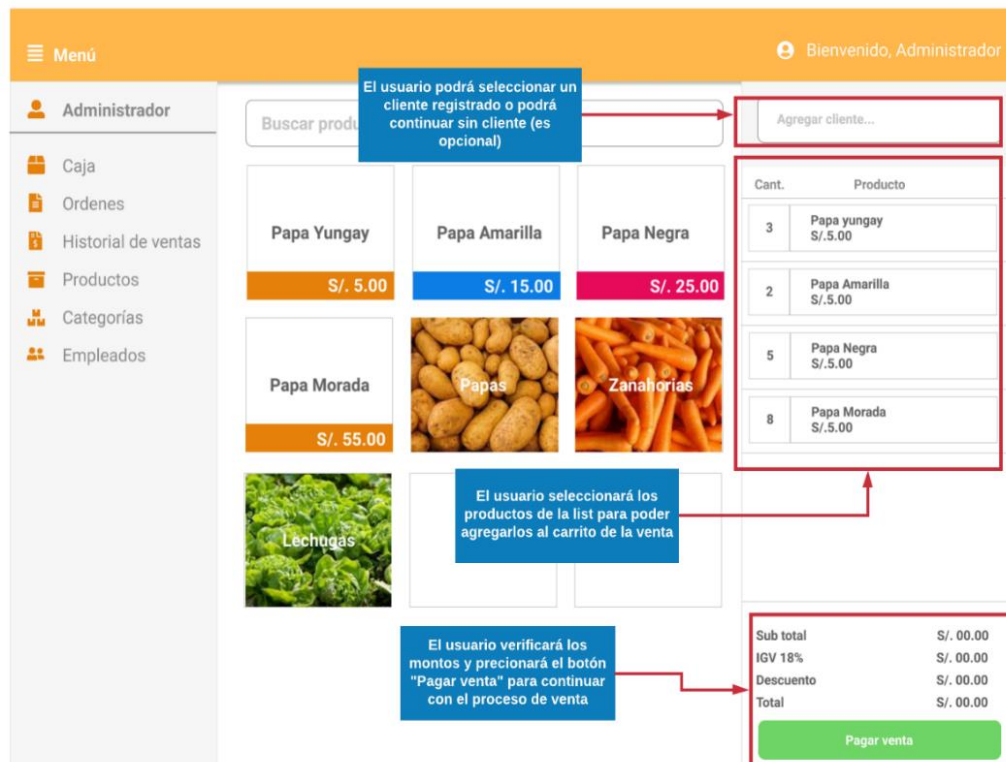 Menú
Bienvenido, Administrador
Administrador
Caja
Ordenes
Historial de ventas
Productos
Categorías
Empleados
El usuario podrá seleccionar un
cliente registrado o podrá
continuar sin cliente (es
opcional)
Buscar produ
Papa Yungay
S/. 5.00
Papa Amarilla
S/. 15.00
Papa Negra
S/. 25.00
Papa Morada
S/. 55.00
Papas
Zanahorias
Lechugas
El usuario seleccionará los
productos de la list para poder
agregarlos al carrito de la venta
El usuario verificará los
montos y precionará el botón
"Pagar venta" para continuar
con el proceso de venta
Agregar cliente...
Cant. Producto
3 Papa yungay
S/.5.00
2 Papa Amarilla
S/.5.00
5 Papa Negra
S/.5.00
8 Papa Morada
S/.5.00
Sub total S/. 00.00
IGV 18% S/. 00.00
Descuento S/. 00.00
Total S/. 00.00
Pagar venta